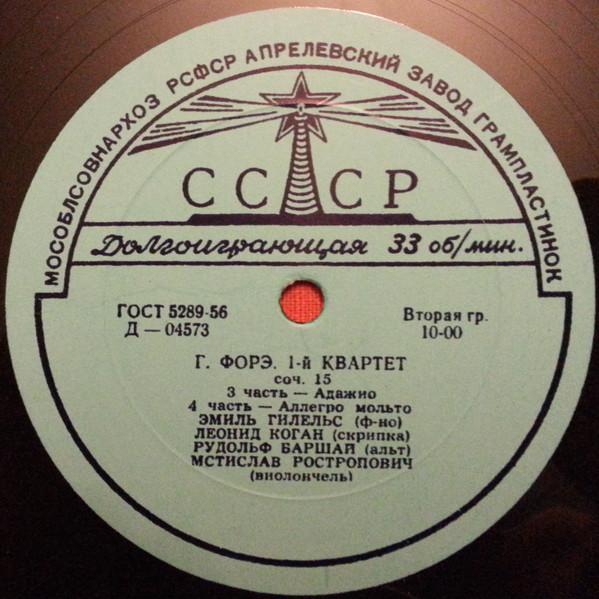 МОСОБЛСОВНАРХОЗ РСФСР АПРЕЛЕВСКИЙ ЗАВОД ГРАМПЛАСТИНОК
СССР
Долгоиграющая 33 об/мин.
ГОСТ 5289-56
Д — 04573
Вторая гр.
10-00
Г. ФОРЭ. 1-й КВАРТЕТ
соч. 15
3 часть — Адажио
4 часть — Аллегро мольто
ЭМИЛЬ ГИЛЕЛЬС (ф-но)
ЛЕОНИД КОГАН (скрипка)
РУДОЛЬФ БАРШАЙ (альт)
МСТИСЛАВ РОСТРОПОВИЧ
(виолончель)